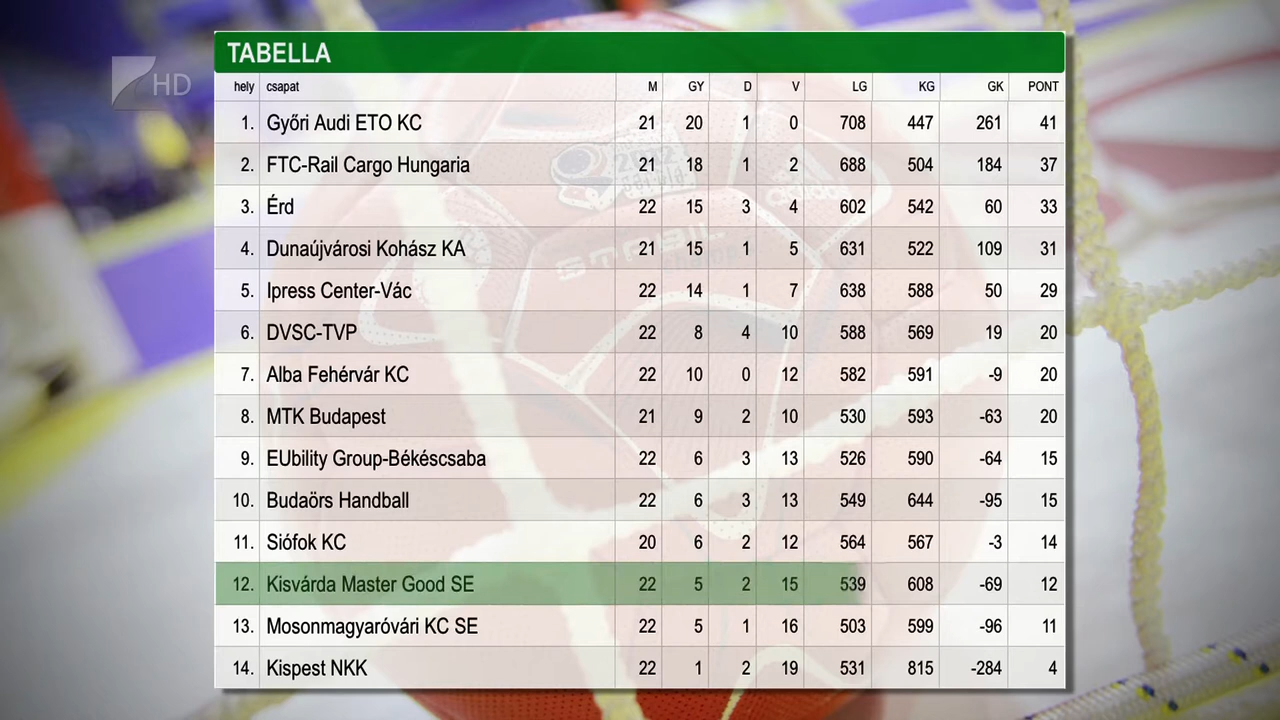 TABELLA
HD
hely csapat M GY D V LG KG GK PONT
1. Győri Audi ETO KC 21 20 1 0 708 447 261 41
2. FTC-Rail Cargo Hungaria 21 18 1 2 688 504 184 37
3. Érd 22 15 3 4 602 542 60 33
4. Dunaújvárosi Kohász KA 21 15 1 5 631 522 109 31
5. Ipress Center-Vác 22 14 1 7 638 588 50 29
6. DVSC-TVP 22 8 4 10 588 569 19 20
7. Alba Fehérvár KC 22 10 0 12 582 591 -9 20
8. MTK Budapest 21 9 2 10 530 593 -63 20
9. EUbility Group-Békéscsaba 22 6 3 13 526 590 -64 15
10. Budaörs Handball 22 6 3 13 549 644 -95 15
11. Siófok KC 20 6 2 12 564 567 -3 14
12. Kisvárda Master Good SE 22 5 2 15 539 608 -69 12
13. Mosonmagyaróvári KC SE 22 5 1 16 503 599 -96 11
14. Kispest NKK 22 1 2 19 531 815 -284 4